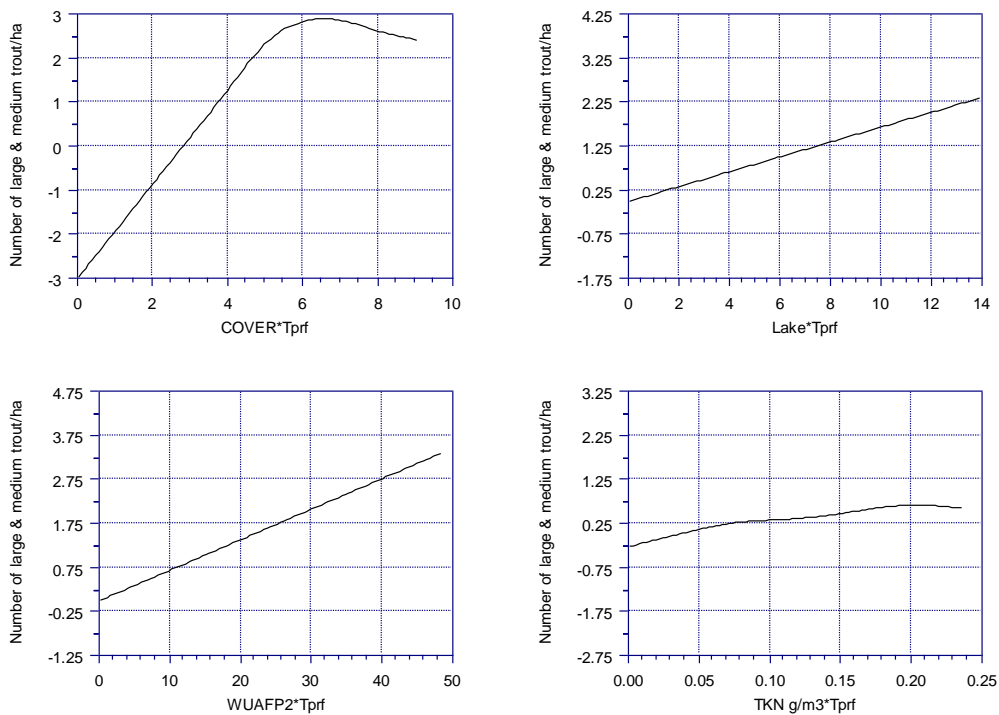 Number of large & medium trout/ha
3
2
1
0
-1
-2
-3
0 2 4 6 8 10
COVER*Tprf
Number of large & medium trout/ha
4.25
3.25
2.25
1.25
0.25
-0.75
-1.75
0 2 4 6 8 10 12 14
Lake*Tprf
Number of large & medium trout/ha
4.75
3.75
2.75
1.75
0.75
-0.25
-1.25
0 10 20 30 40 50
WUAFP2*Tprf
Number of large & medium trout/ha
3.25
2.25
1.25
0.25
-0.75
-1.75
-2.75
0.00 0.05 0.10 0.15 0.20 0.25
TKN g/m3*Tprf